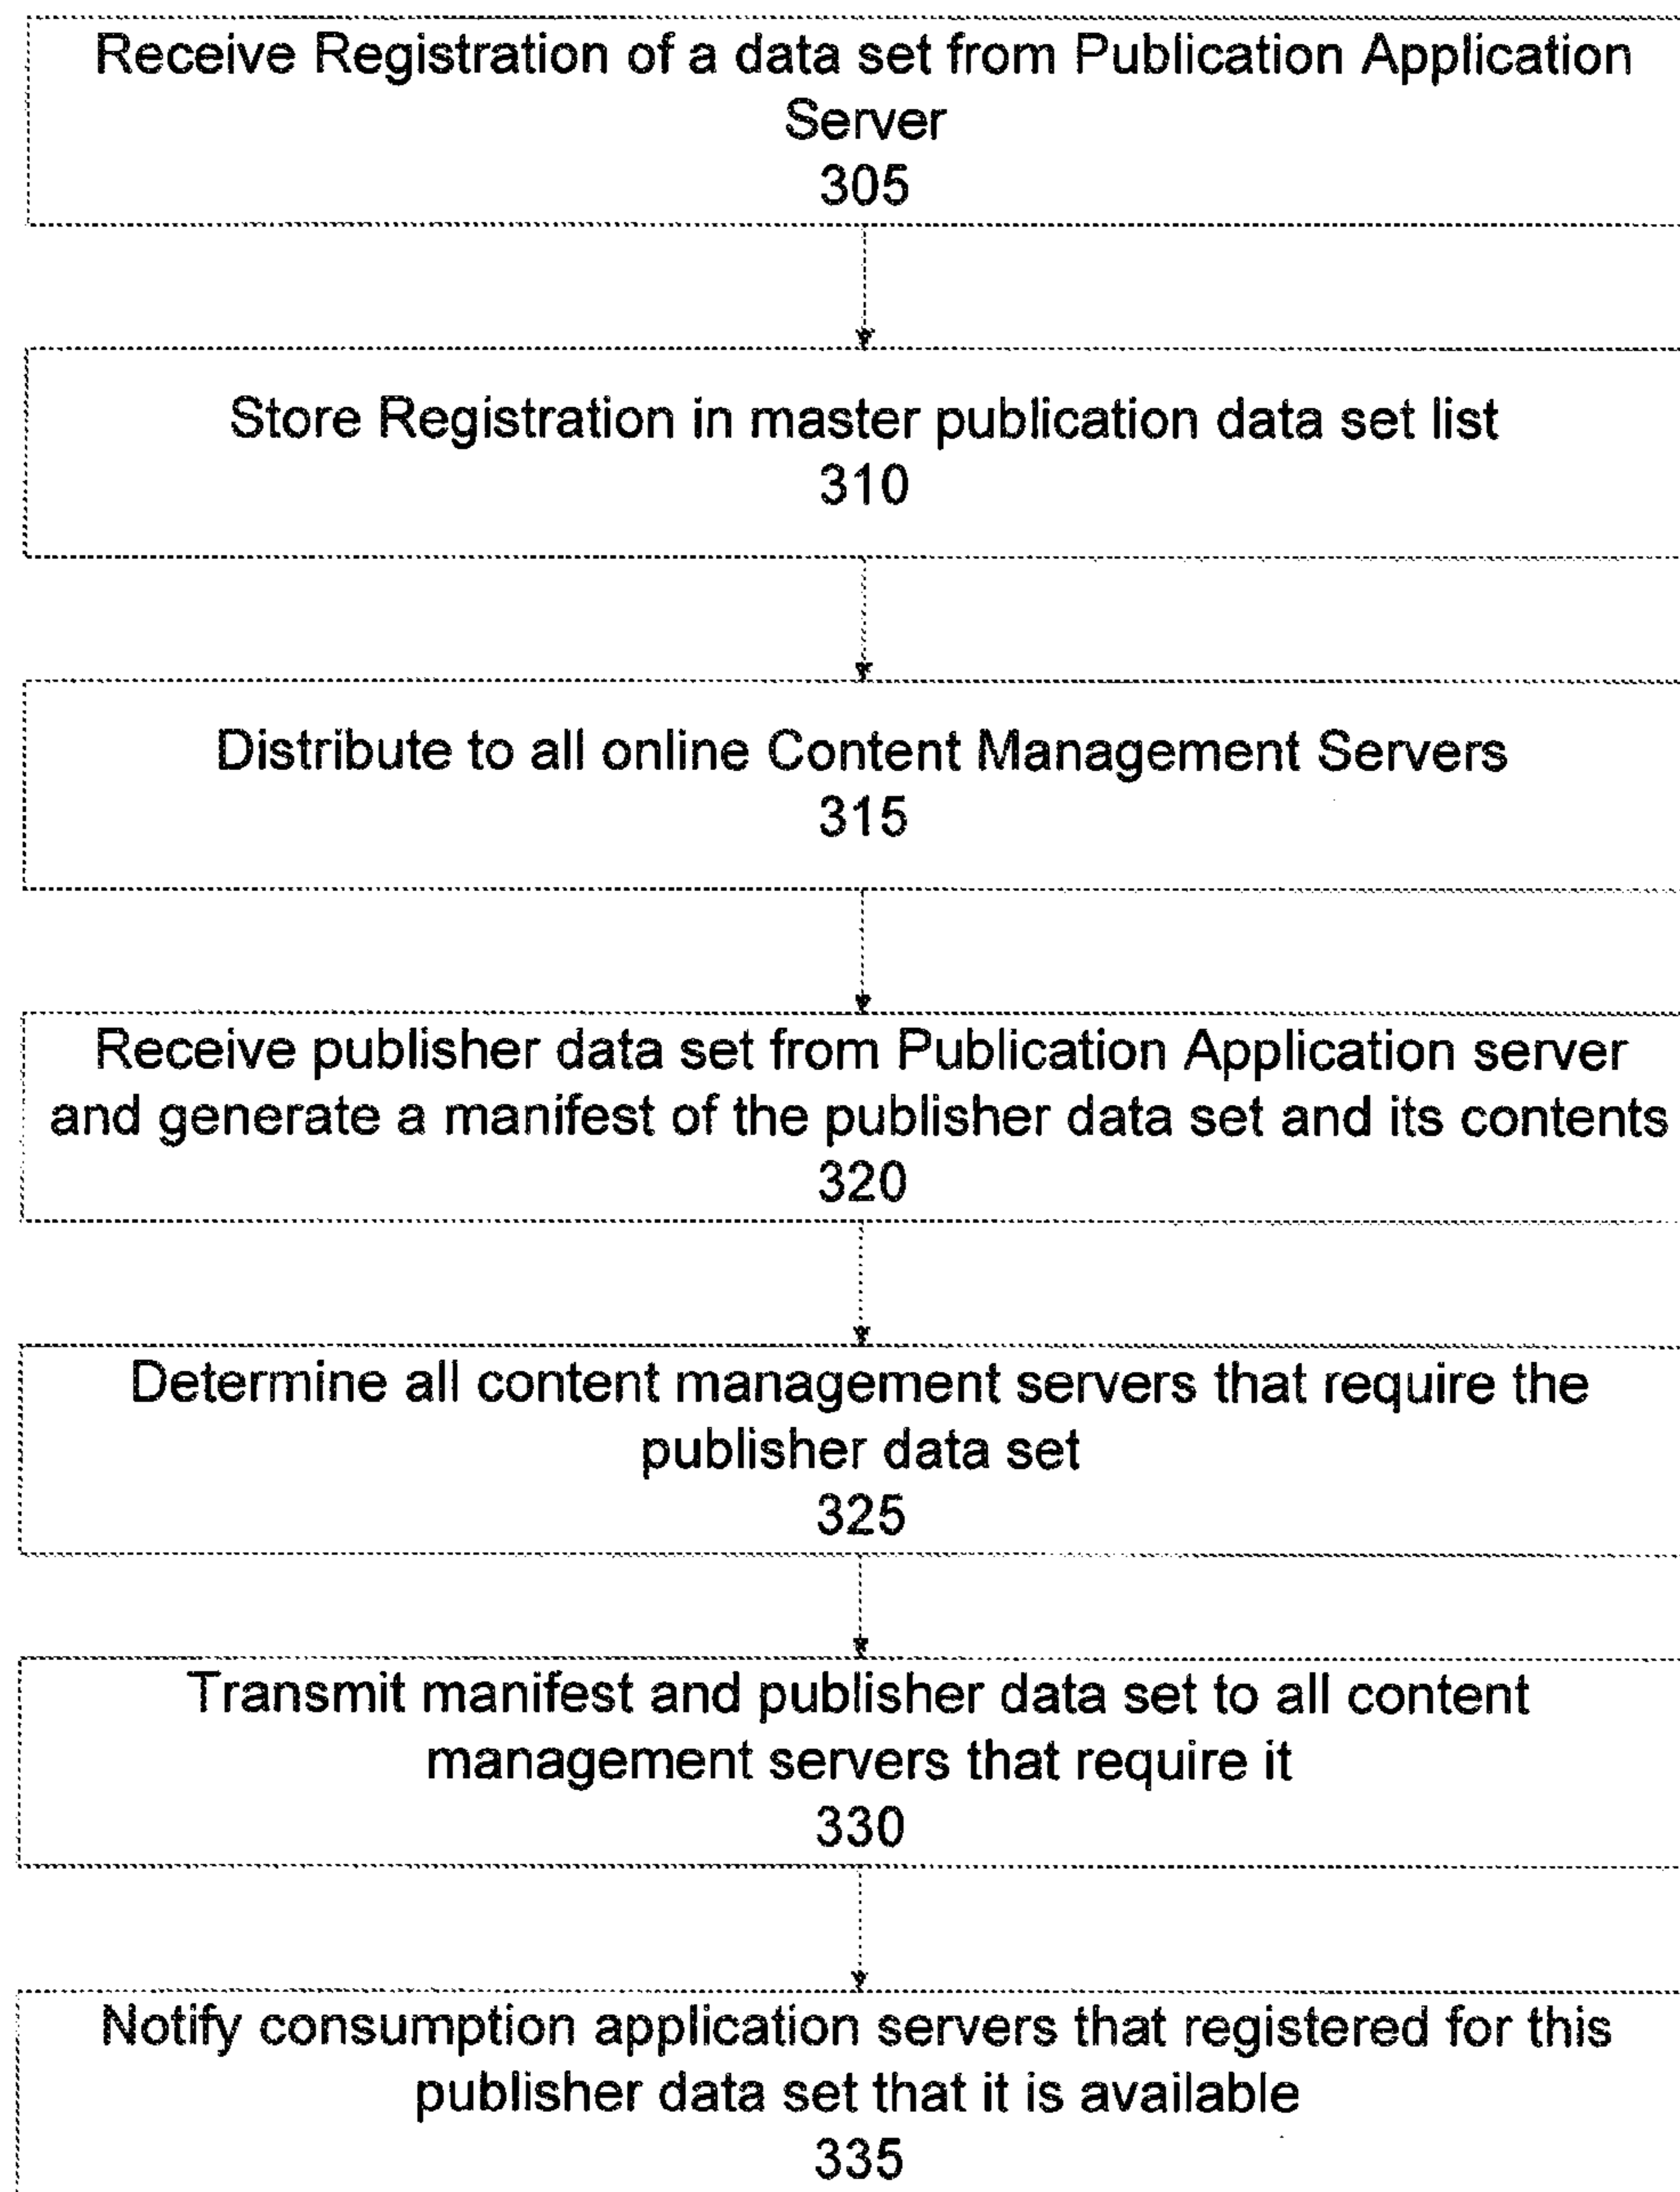 Receive Registration of a data set from Publication Application
Server
305
Store Registration in master publication data set list
310
Distribute to all online Content Management Servers
315
Receive publisher data set from Publication Application server
and generate a manifest of the publisher data set and its contents
320
Determine all content management servers that require the
publisher data set
325
Transmit manifest and publisher data set to all content
management servers that require it
330
Notify consumption application servers that registered for this
publisher data set that it is available
335